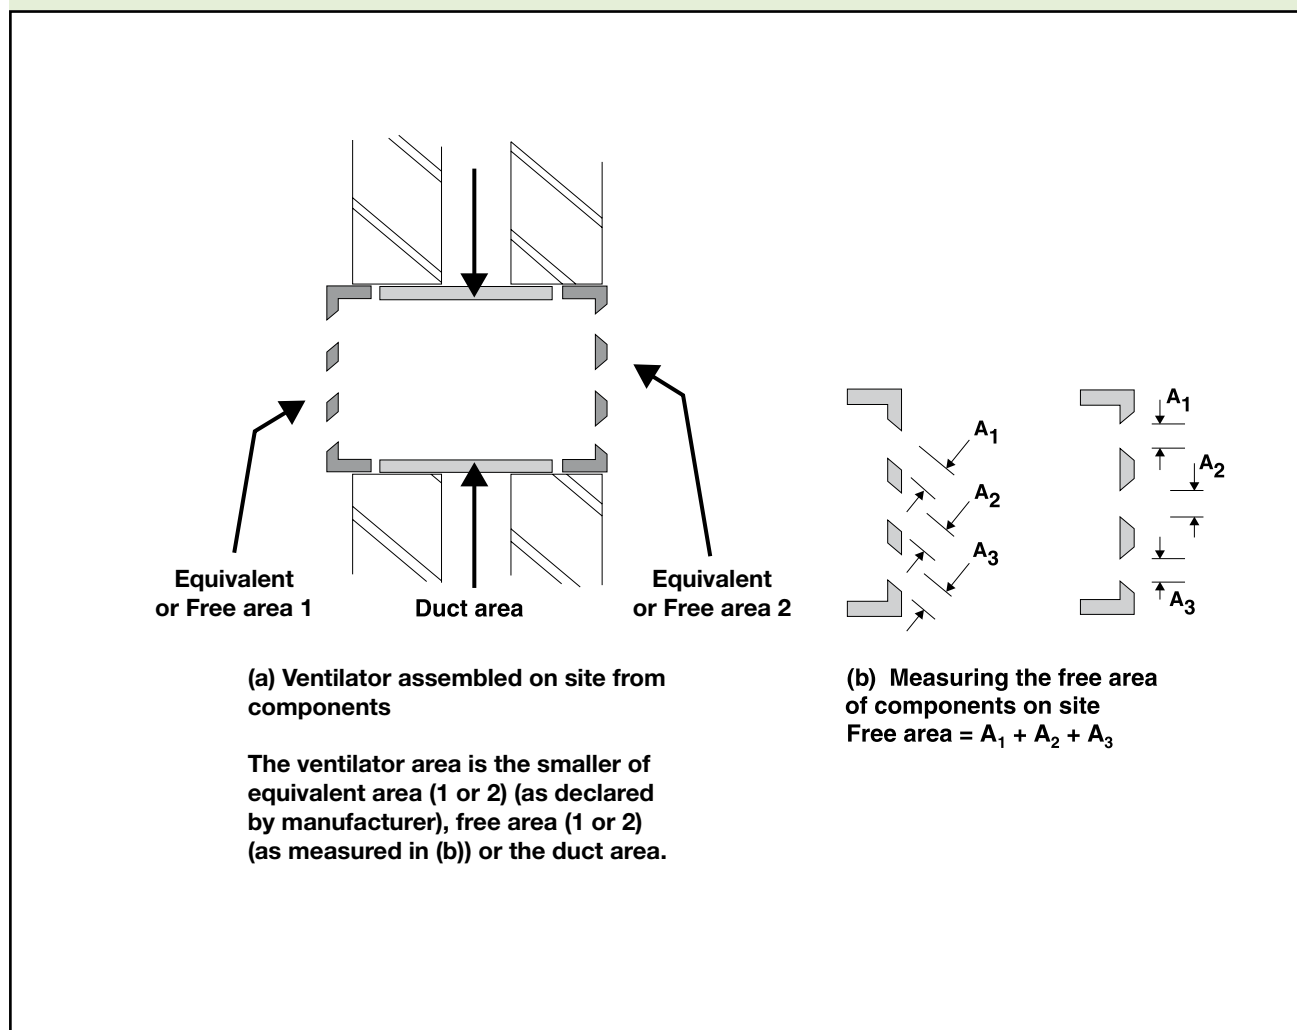 Equivalent
or Free area 1
Duct area
Equivalent
or Free area 2
(a) Ventilator assembled on site from
components
The ventilator area is the smaller of
equivalent area (1 or 2) (as declared
by manufacturer), free area (1 or 2)
(as measured in (b)) or the duct area.
A₁
A₂
A₃
A₁
A₂
A₃
(b) Measuring the free area
of components on site
Free area = A₁ + A₂ + A₃